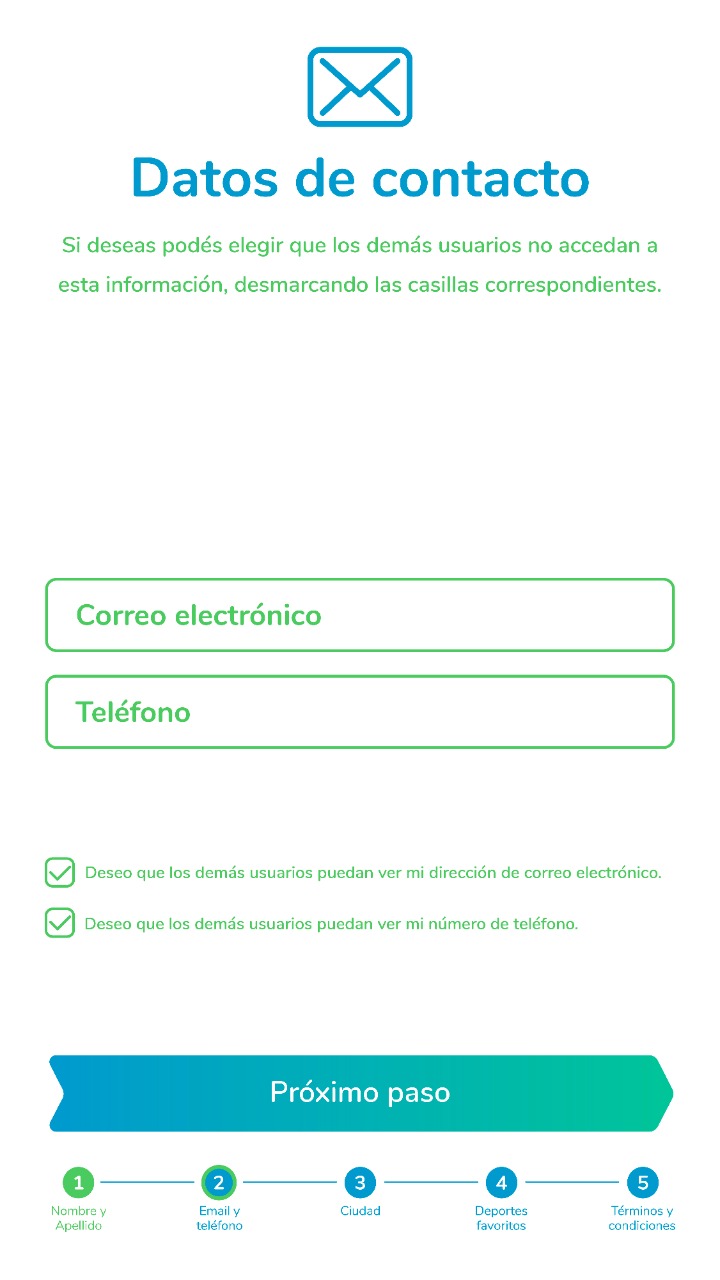 Datos de contacto
Si deseas podés elegir que los demás usuarios no accedan a
esta información, desmarcando las casillas correspondientes.
Correo electrónico
Teléfono
Deseo que los demás usuarios puedan ver mi dirección de correo electrónico.
Deseo que los demás usuarios puedan ver mi número de teléfono.
Próximo paso
1 2 3 4 5
Nombre y Email y Ciudad Deportes Términos y
Apellido teléfono favoritos condiciones